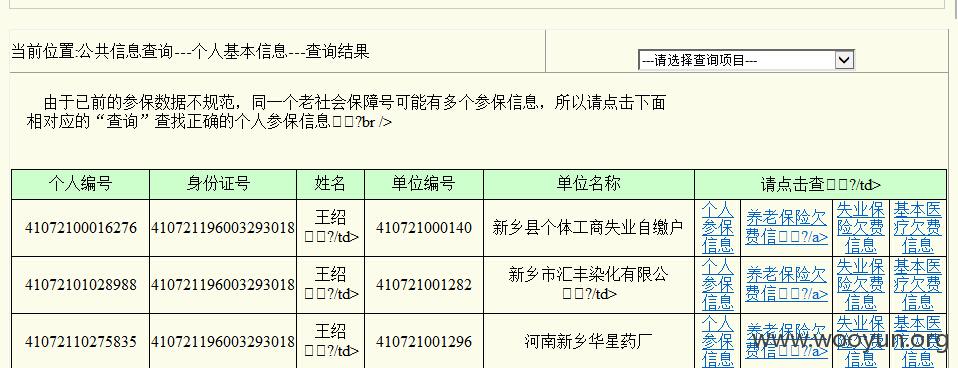 当前位置:公共信息查询---个人基本信息---查询结果
---请选择查询项目---
由于已前的参保数据不规范，同一个老社会保障号可能有多个参保信息，所以请点击下面
相对应的“查询”查找正确的个人参保信息□□?br />
个人编号 身份证号 姓名 单位编号 单位名称 请点击查□□?/td>
41072100016276 410721196003293018 王绍□□?/td> 410721000140 新乡县个体工商失业自缴户 个人参保信息 养老保险欠费信□□?/a> 失业保险欠费信息 基本医疗欠费信息
41072101028988 410721196003293018 王绍□□?/td> 410721001282 新乡市汇丰染化有限公□□?/td> 个人参保信息 养老保险欠费信□□?/a> 失业保险欠费信息 基本医疗欠费信息
41072110275835 410721196003293018 王绍□□?/td> 410721001296 河南新乡华星药厂 个人参保信息 养老保险欠费信□□?/a> 失业保险欠费信息 基本医疗欠费信息
www.wooyun.org